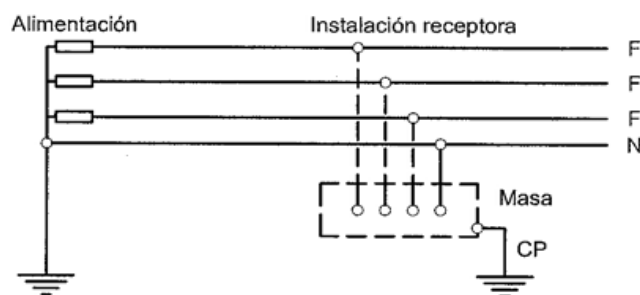 Alimentación
Instalación receptora
F
F
F
N
Masa
CP